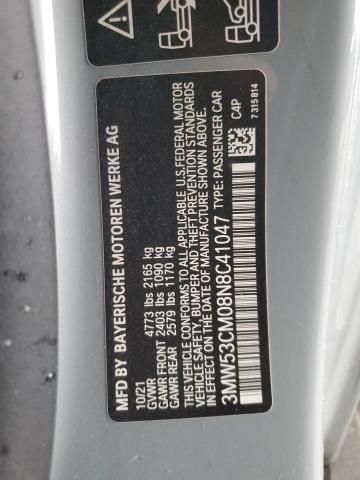 MFD BY BAYERISCHE MOTOREN WERKE AG
10/21
GVWR 4773 lbs 2165 kg
GAWR FRONT 2403 lbs 1090 kg
GAWR REAR 2579 lbs 1170 kg
THIS VEHICLE CONFORMS TO ALL APPLICABLE U.S.FEDERAL MOTOR
VEHICLE SAFETY, BUMPER AND THEFT PREVENTION STANDARDS
IN EFFECT ON THE DATE OF MANUFACTURE SHOWN ABOVE.
3MW53CM08N8C41047 TYPE: PASSENGER CAR
C4P
7 315 814